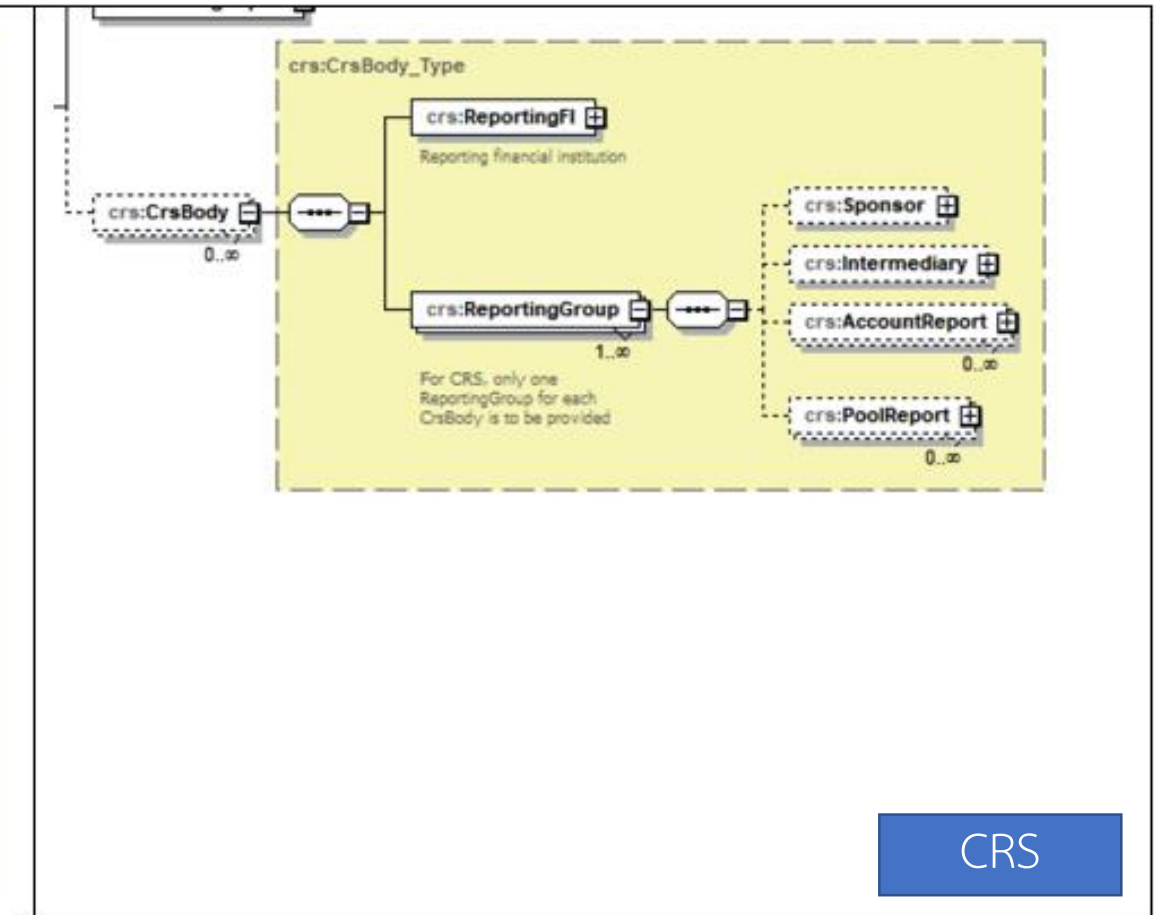 crs:CrsBody_Type
crs:ReportingFI
Reporting financial institution
crs:CrsBody
0..∞
crs:Sponsor
crs:Intermediary
crs:ReportingGroup
1..∞
crs:AccountReport
0..∞
For CRS, only one
ReportingGroup for each
CrsBody is to be provided
crs:PoolReport
0..∞
CRS